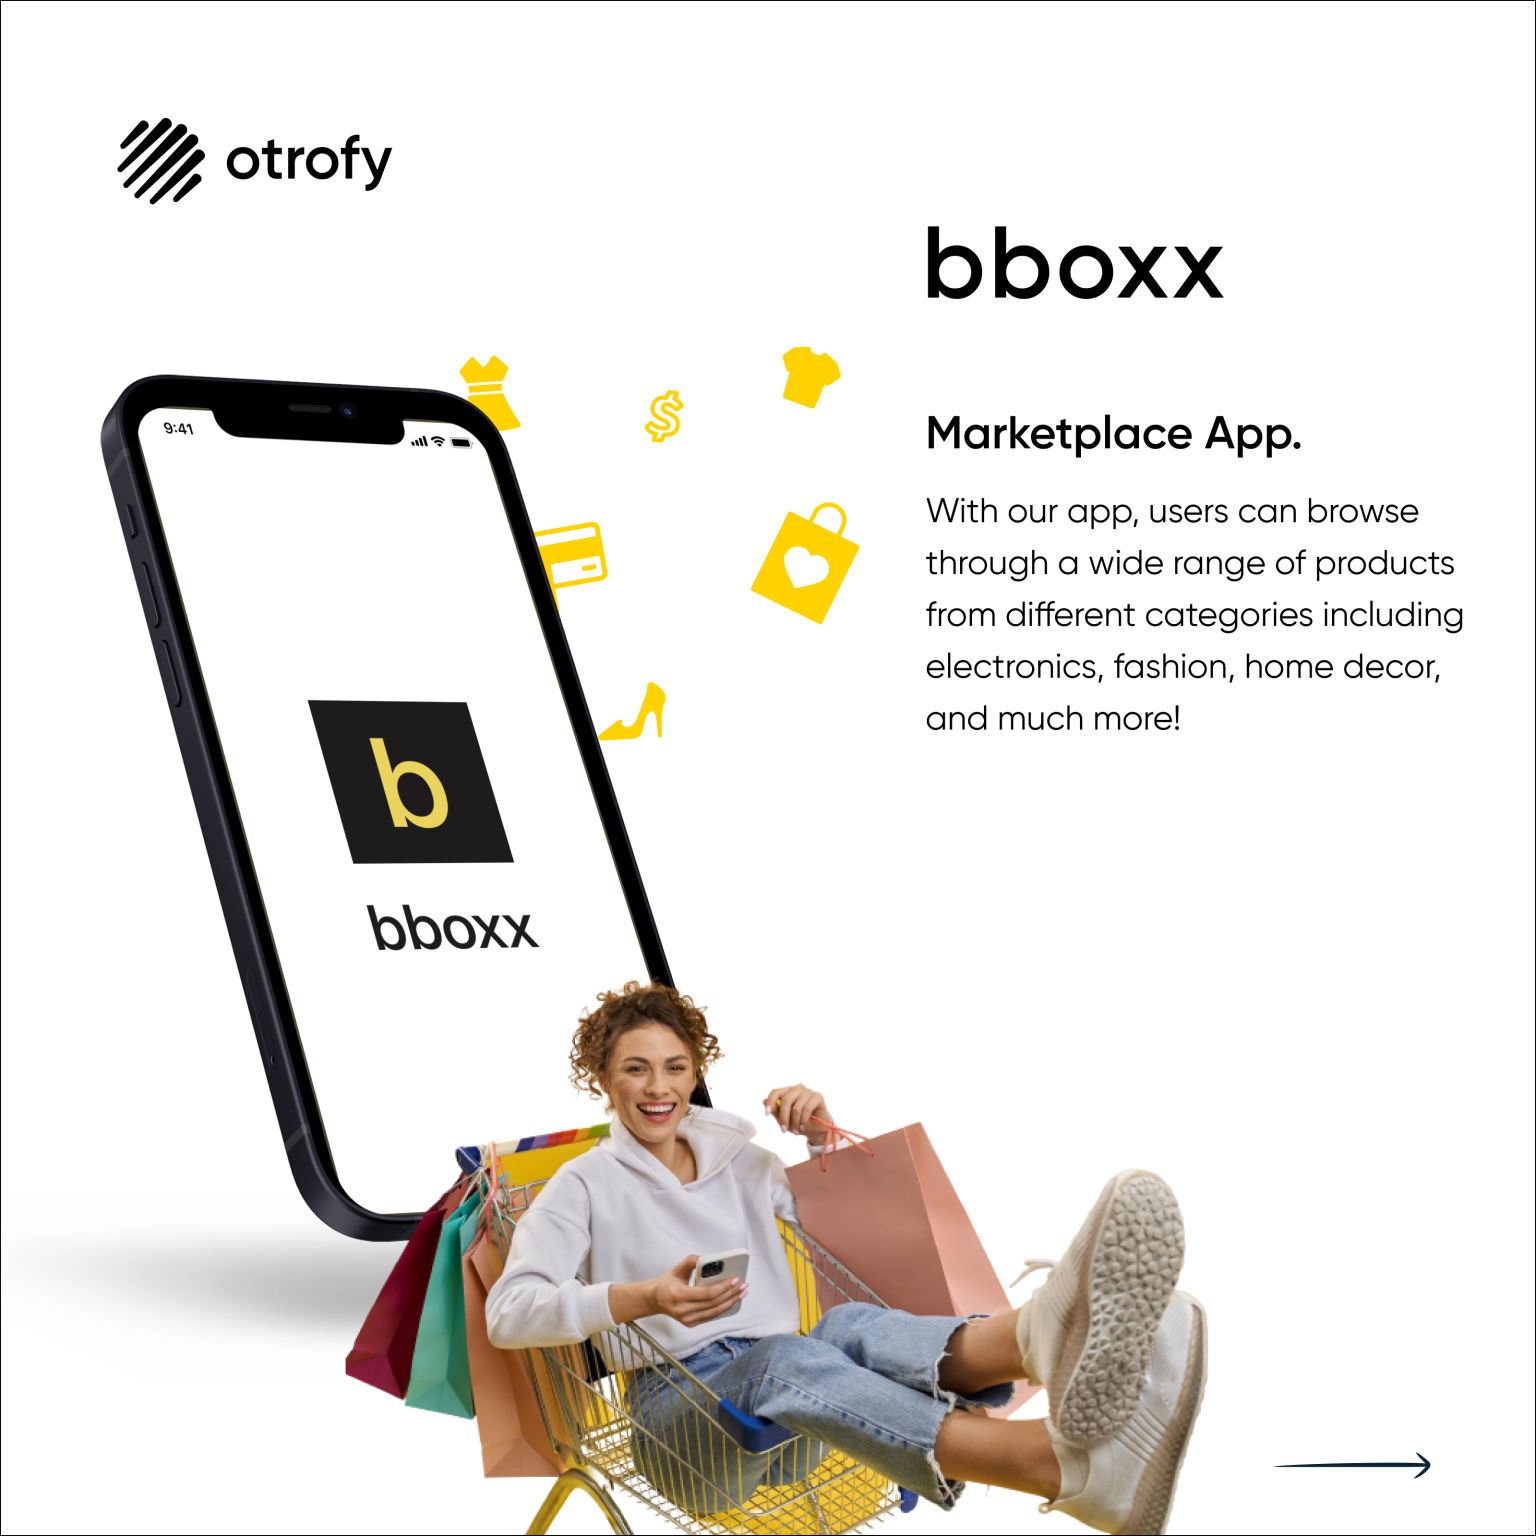 otrofy
bboxx
Marketplace App.
With our app, users can browse
through a wide range of products
from different categories including
electronics, fashion, home decor,
and much more!
9:41
b
bboxx